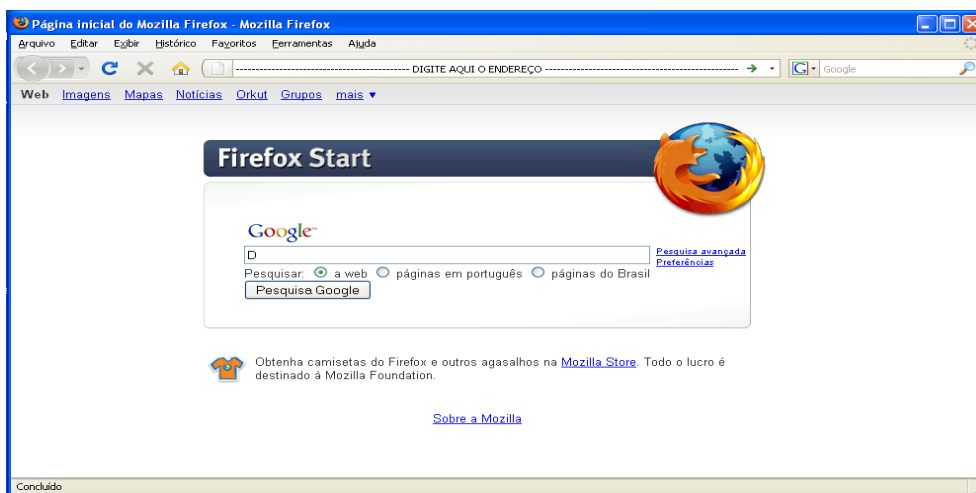 Página inicial do Mozilla Firefox - Mozilla Firefox
Arquivo Editar Exibir Histórico Favoritos Ferramentas Ajuda
---------------------------------------------- DIGITE AQUI O ENDEREÇO ---------------------------------------------------- G Google
Web Imagens Mapas Notícias Orkut Grupos mais ▼
Firefox Start
Google™
D
Pesquisa avançada
Preferências
Pesquisar: a web páginas em português páginas do Brasil
Pesquisa Google
Obtenha camisetas do Firefox e outros agasalhos na Mozilla Store. Todo o lucro é
destinado à Mozilla Foundation.
Sobre a Mozilla
Concluído